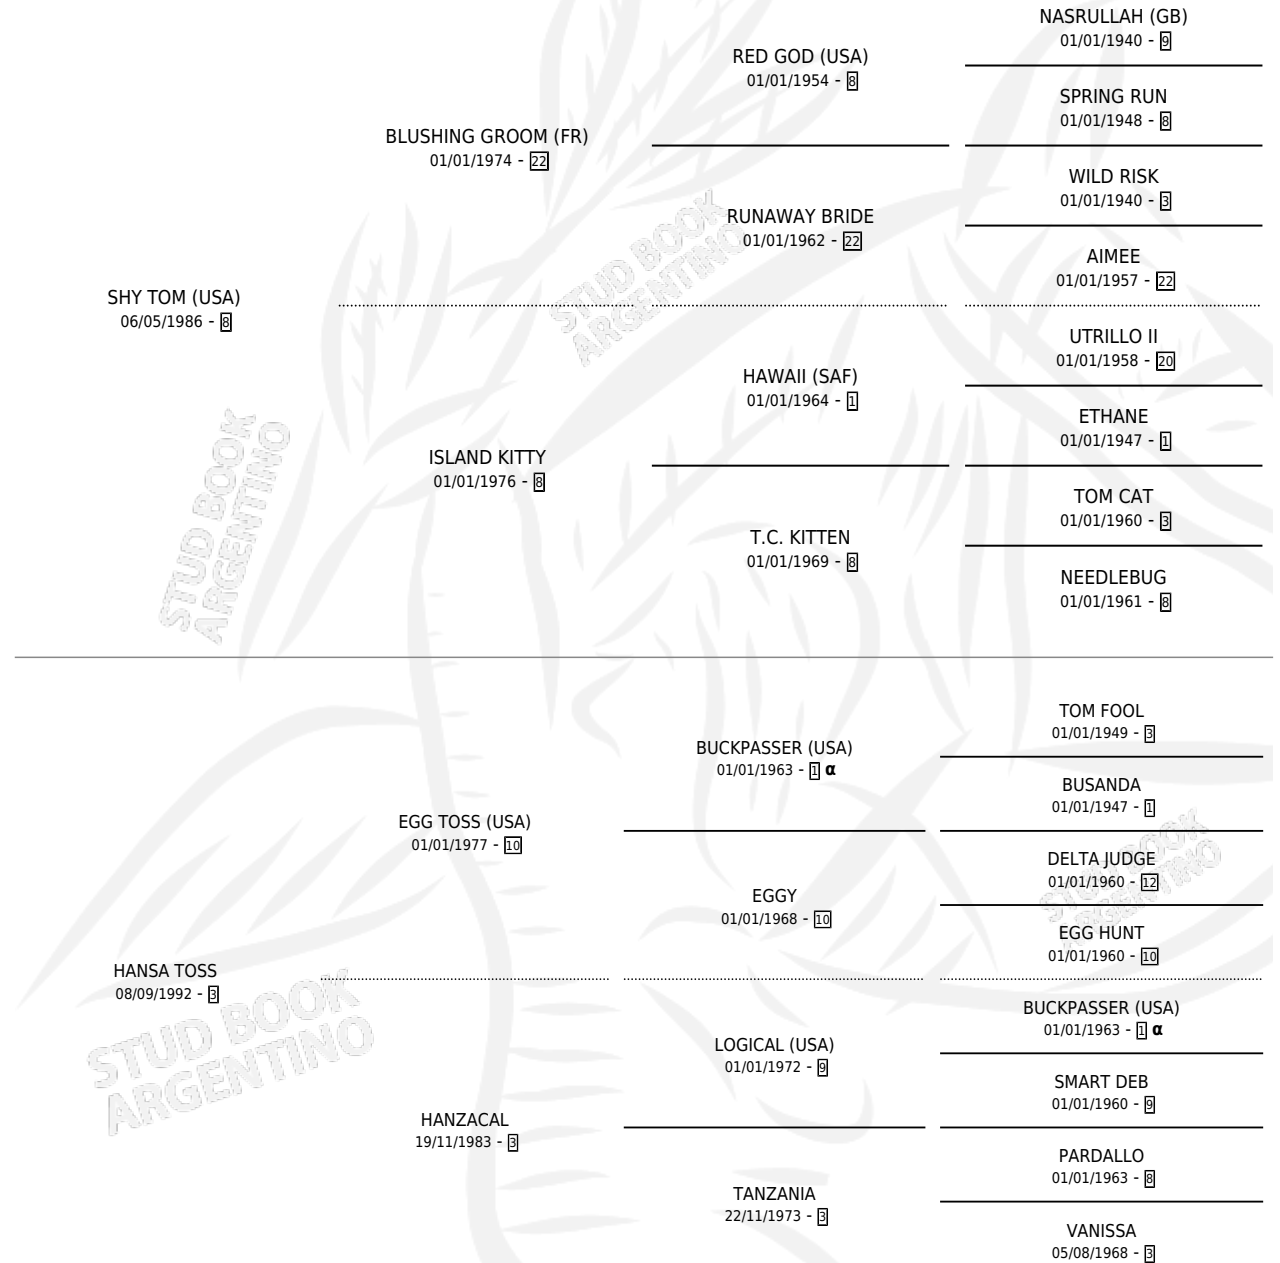 NASRULLAH (GB)
01/01/1940 - 9
RED GOD (USA)
01/01/1954 - 8
SPRING RUN
01/01/1948 - 8
BLUSHING GROOM (FR)
01/01/1974 - 22
WILD RISK
01/01/1940 - 3
RUNAWAY BRIDE
01/01/1962 - 22
AIMEE
01/01/1957 - 22
SHY TOM (USA)
06/05/1986 - 8
UTRILLO II
01/01/1958 - 20
HAWAII (SAF)
01/01/1964 - 1
ETHANE
01/01/1947 - 1
ISLAND KITTY
01/01/1976 - 8
TOM CAT
01/01/1960 - 3
T.C. KITTEN
01/01/1969 - 8
NEEDLEBUG
01/01/1961 - 8
TOM FOOL
01/01/1949 - 3
BUCKPASSER (USA)
01/01/1963 - 1 α
BUSANDA
01/01/1947 - 1
EGG TOSS (USA)
01/01/1977 - 10
DELTA JUDGE
01/01/1960 - 12
EGGY
01/01/1968 - 10
EGG HUNT
01/01/1960 - 10
HANSA TOSS
08/09/1992 - 3
BUCKPASSER (USA)
01/01/1963 - 1 α
LOGICAL (USA)
01/01/1972 - 9
SMART DEB
01/01/1960 - 9
HANZACAL
19/11/1983 - 3
PARDALLO
01/01/1963 - 8
TANZANIA
22/11/1973 - 3
VANISSA
05/08/1968 - 3
STUD BOOK
ARGENTINO
STUD BOOK
ARGENTINO
STUD BOOK
ARGENTINO
STUD BOOK
ARGENTINO